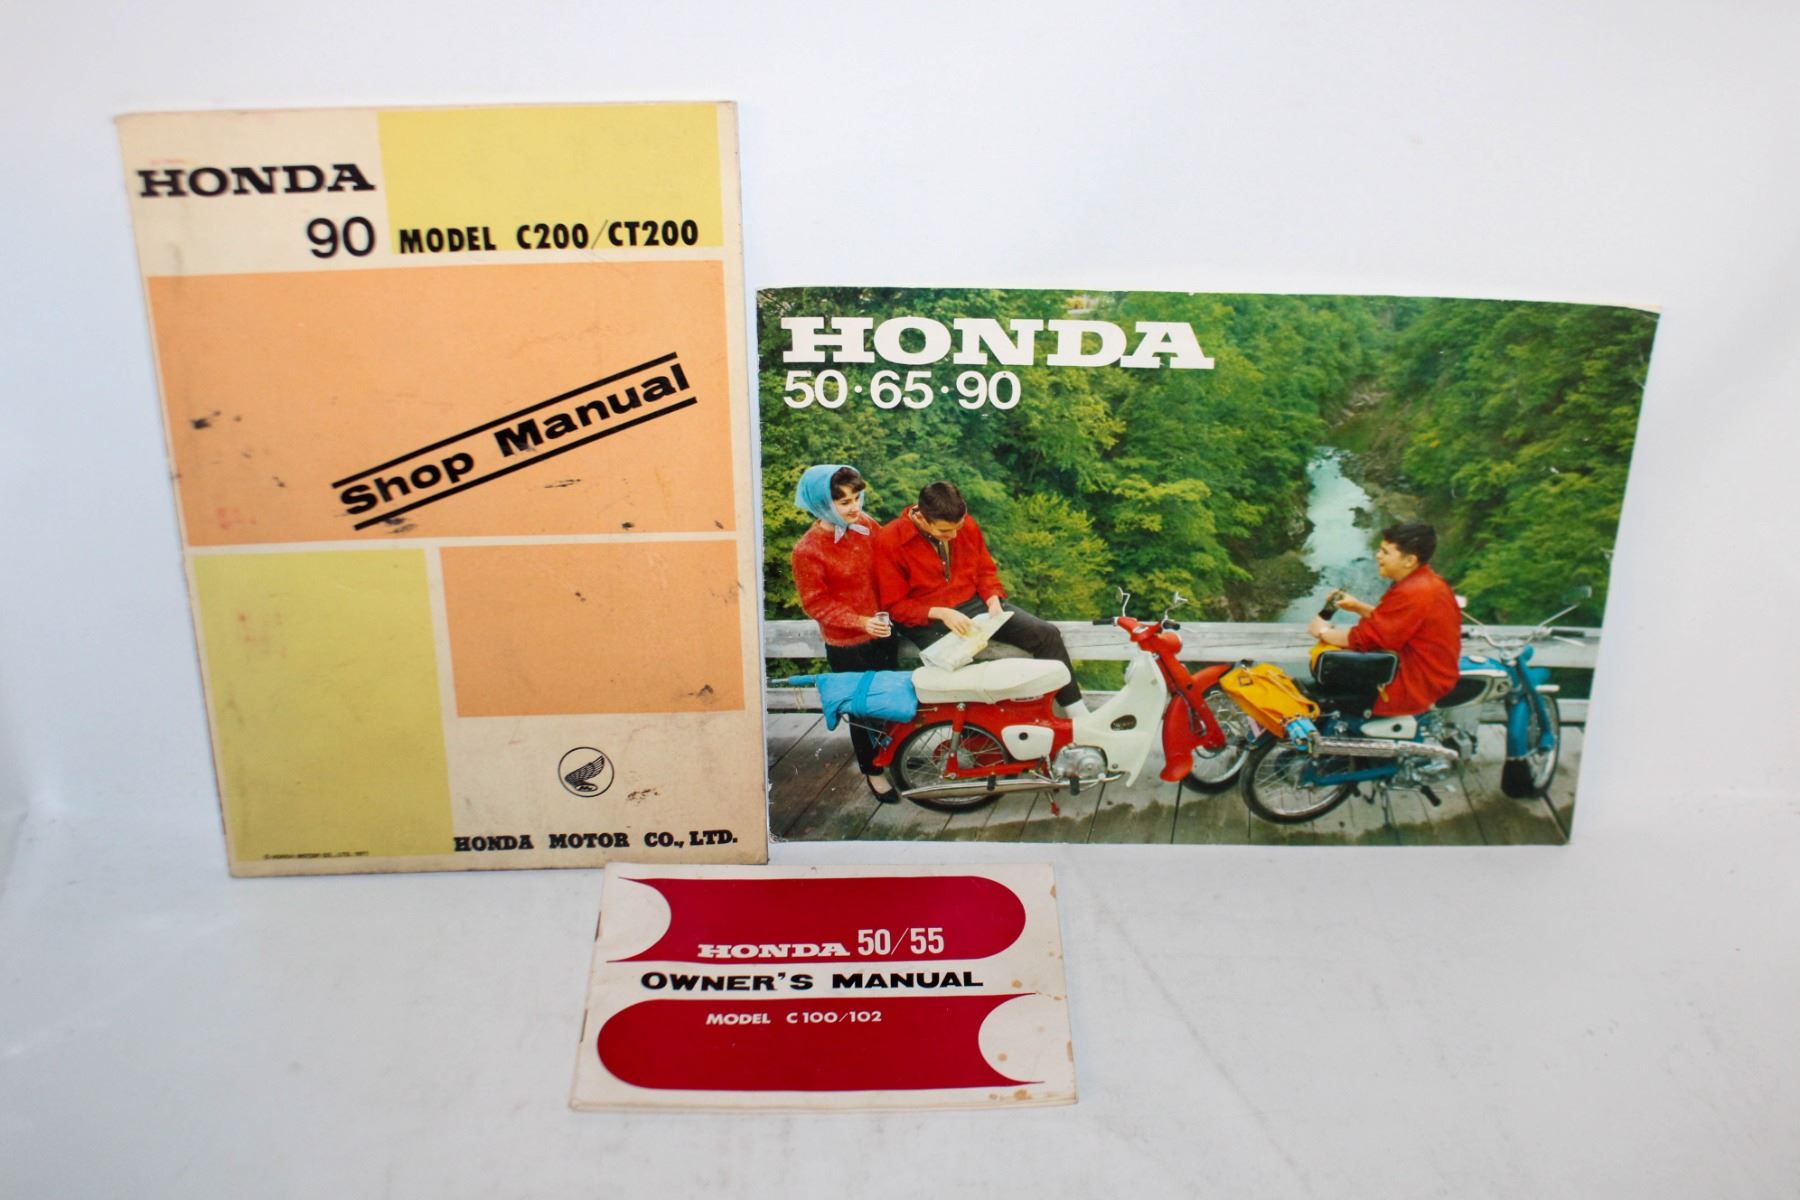 HONDA
90
MODEL C200/CT200
Shop Manual
HONDA MOTOR CO., LTD.
HONDA
50·65·90
HONDA 50/55
OWNER'S MANUAL
MODEL C100/102